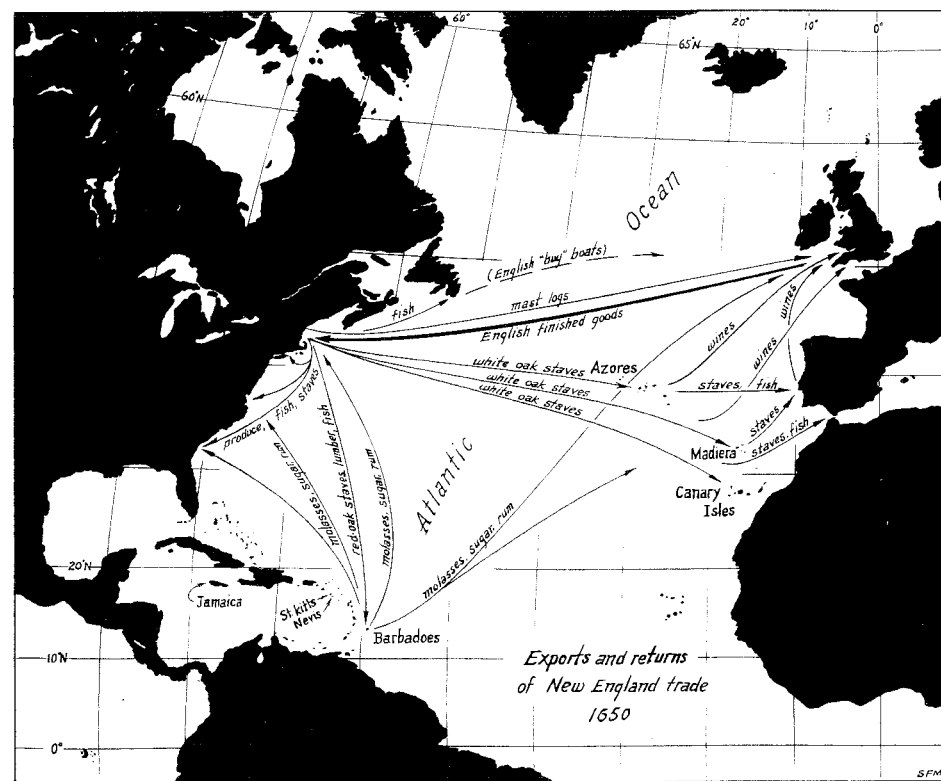 60°
20°
10°
0°
65°N
60°N
Ocean
(English "buy" boats)
fish
mast logs
English finished goods
wines
wines
wines
white oak staves
Azores
white oak staves
white oak staves
staves, fish
staves
staves, fish
Madiera
Canary
Isles
produce, fish, staves
molasses, sugar, rum
red-oak staves, lumber, fish
molasses, sugar, rum
Atlantic
molasses, sugar, rum
20°N
Jamaica
St kitts
Nevis
Barbadoes
10°N
Exports and returns
of New England trade
1650
0°
SFM